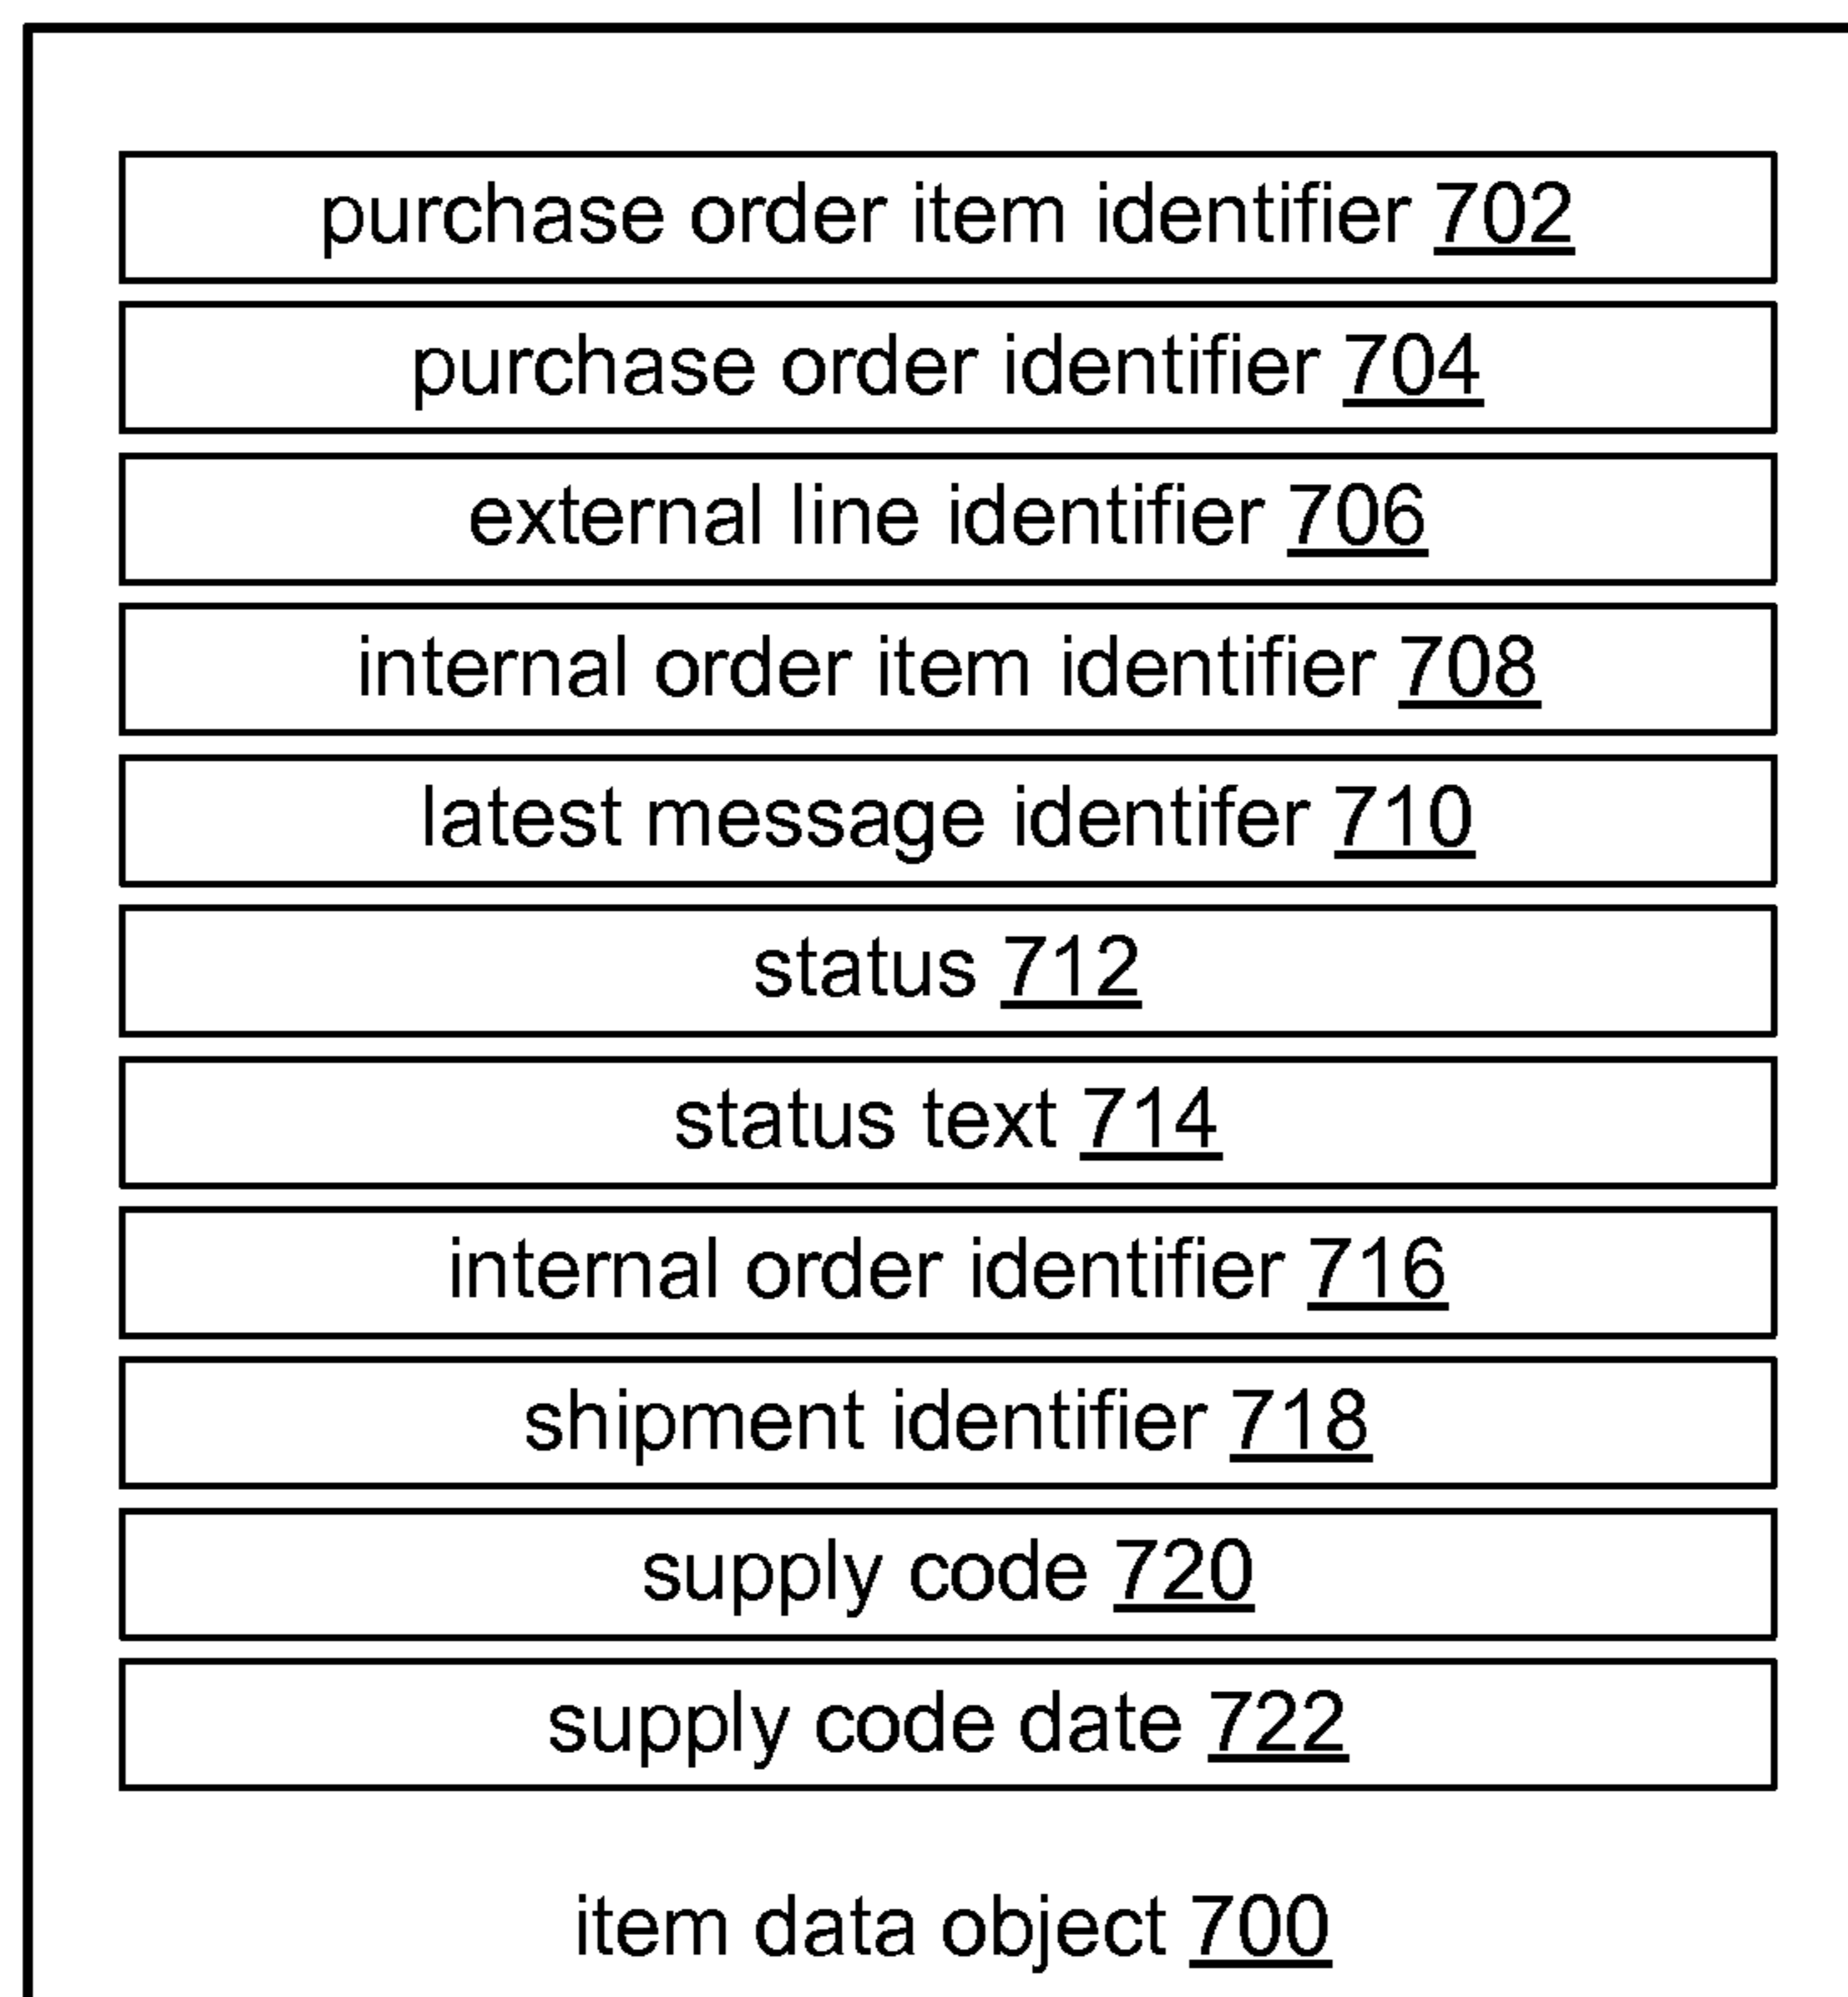 purchase order item identifier 702
purchase order identifier 704
external line identifier 706
internal order item identifier 708
latest message identifer 710
status 712
status text 714
internal order identifier 716
shipment identifier 718
supply code 720
supply code date 722
item data object 700